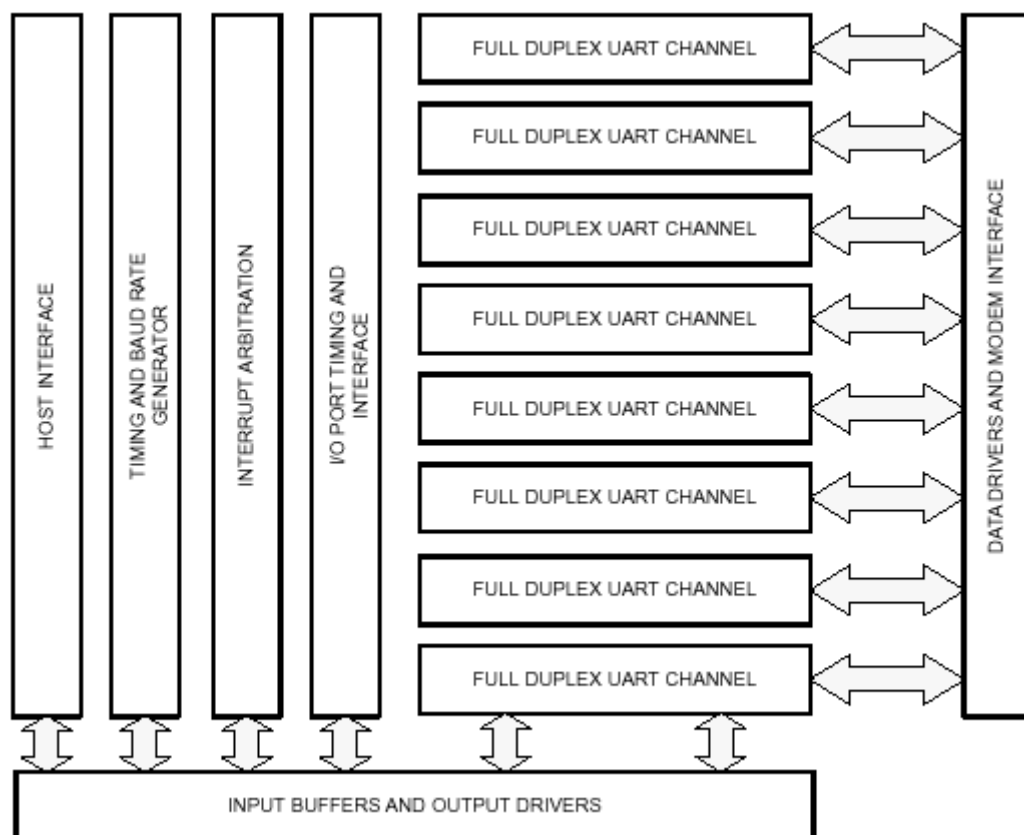 HOST INTERFACE
TIMING AND BAUD RATE
GENERATOR
INTERRUPT ARBITRATION
I/O PORT TIMING AND
INTERFACE
FULL DUPLEX UART CHANNEL
FULL DUPLEX UART CHANNEL
FULL DUPLEX UART CHANNEL
FULL DUPLEX UART CHANNEL
FULL DUPLEX UART CHANNEL
FULL DUPLEX UART CHANNEL
FULL DUPLEX UART CHANNEL
FULL DUPLEX UART CHANNEL
DATA DRIVERS AND MODEM INTERFACE
INPUT BUFFERS AND OUTPUT DRIVERS